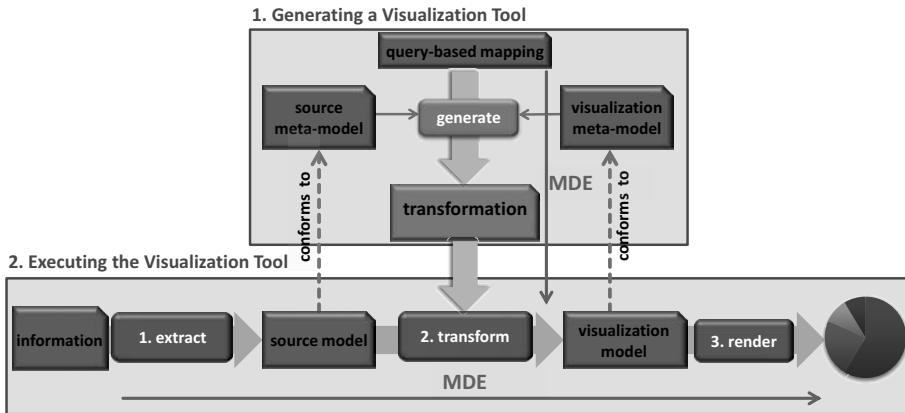 1. Generating a Visualization Tool
query-based mapping
source
meta-model
generate
visualization
meta-model
conforms to
MDE
conforms to
transformation
2. Executing the Visualization Tool
information
1. extract
source model
2. transform
visualization
model
3. render
MDE